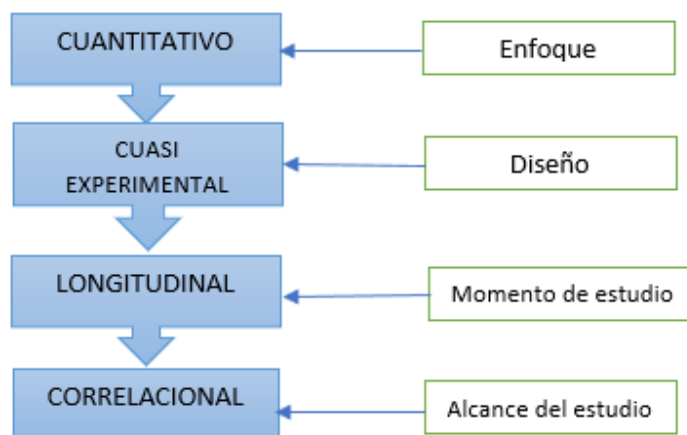 CUANTITATIVO
Enfoque
CUASI
EXPERIMENTAL
Diseño
LONGITUDINAL
Momento de estudio
CORRELACIONAL
Alcance del estudio